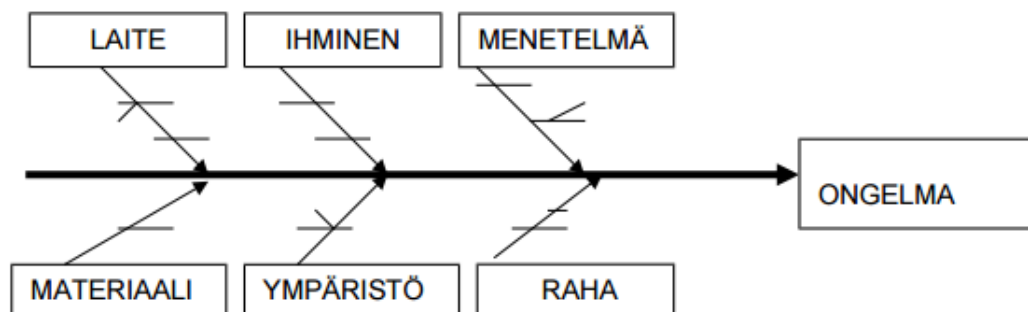 LAITE
IHMINEN
MENETELMÄ
ONGELMA
MATERIAALI
YMPÄRISTÖ
RAHA